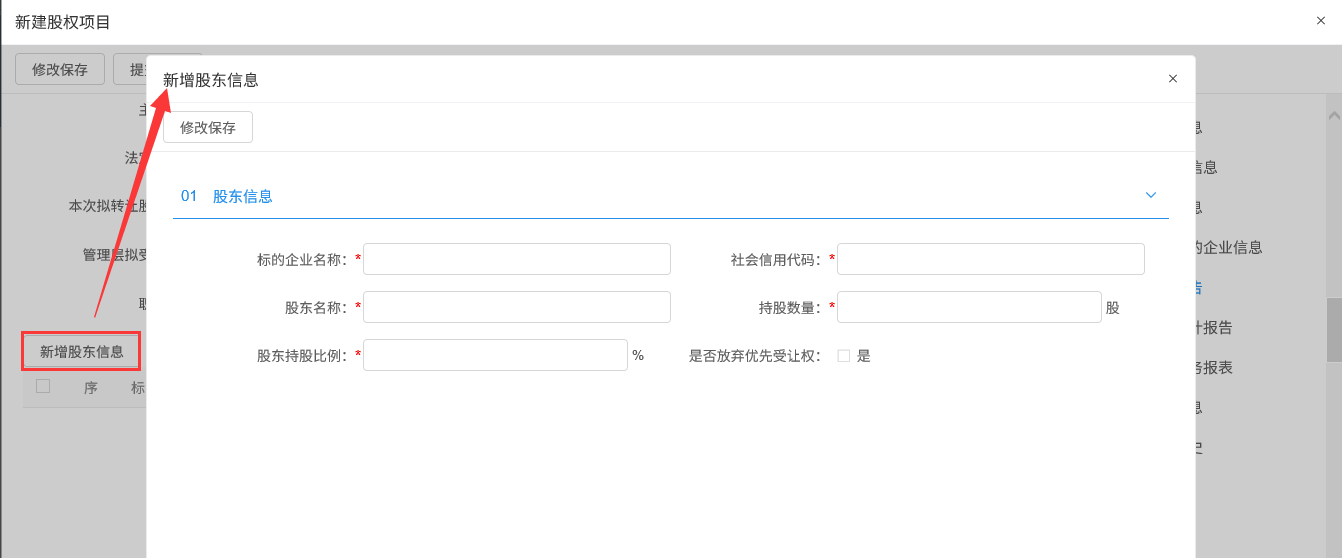 新建股权项目
×
修改保存
新增股东信息
×
修改保存
01 股东信息
标的企业名称：*
社会信用代码：*
股东名称：*
持股数量：* 股
股东持股比例：* %
是否放弃优先受让权： 是
本次拟转让股
管理层拟受
新增股东信息
序 标
信息
的企业信息
计报告
务报表